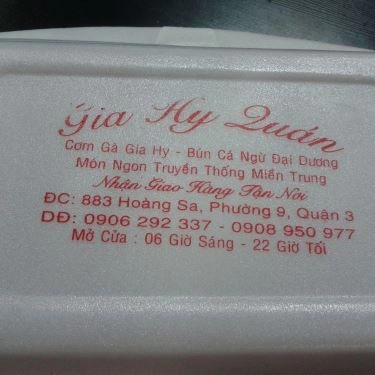 Gia Hy Quán
Cơm Gà Gia Hy - Bún Cá Ngừ Đại Dương
Món Ngon Truyền Thống Miền Trung
Nhận Giao Hàng Tận Nơi
ĐC: 883 Hoàng Sa, Phường 9, Quận 3
DĐ: 0906 292 337 - 0908 950 977
Mở Cửa : 06 Giờ Sáng - 22 Giờ Tối